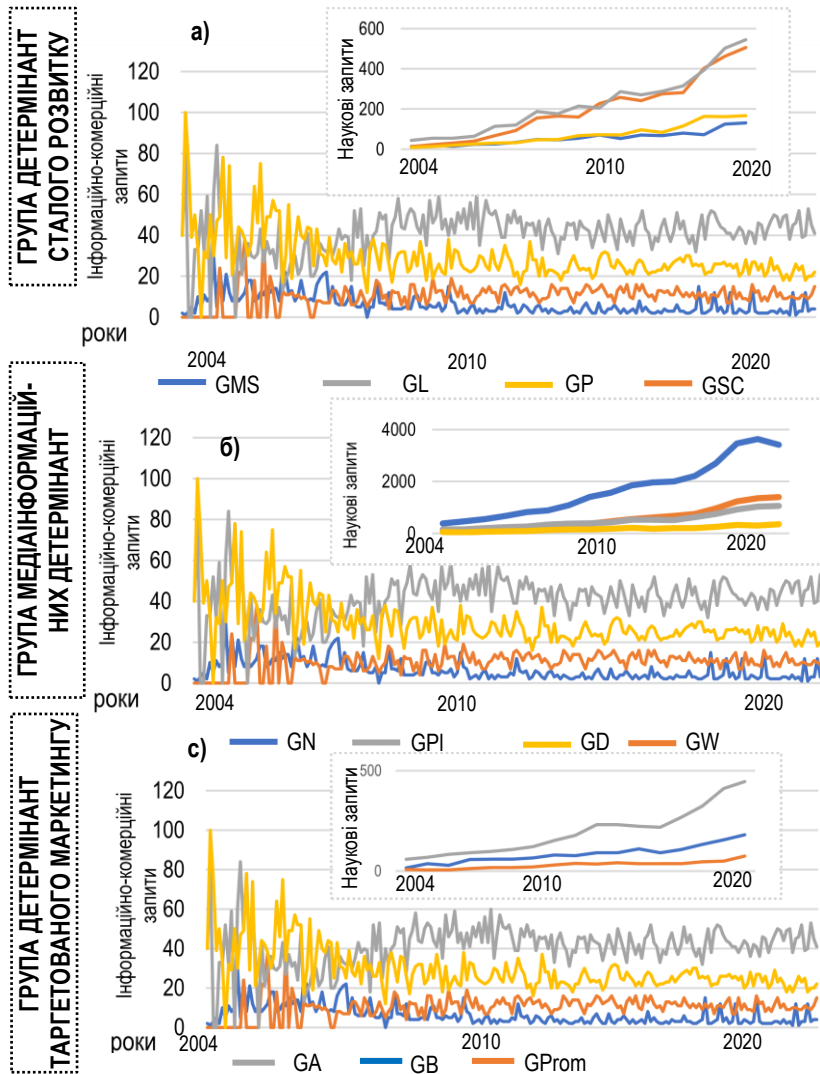 ГРУПА ДЕТЕРМІНАНТ
СТАЛОГО РОЗВИТКУ
а)
Інформаційно-комерційні
запити
120
100
80
60
40
20
0
роки
2004
2010
2020
Наукові запити
600
400
200
0
2004
2010
2020
GMS
GL
GP
GSC
ГРУПА МЕДІАІНФОРМАЦІЙ-
НИХ ДЕТЕРМІНАНТ
б)
Інформаційно-комерційні
запити
120
100
80
60
40
20
0
роки
2004
2010
2020
Наукові запити
4000
2000
0
2004
2010
2020
GN
GPI
GD
GW
ГРУПА ДЕТЕРМІНАНТ
ТАРГЕТОВАНОГО МАРКЕТИНГУ
с)
Інформаційно-комерційні
запити
120
100
80
60
40
20
0
роки
2004
2010
2020
Наукові запити
500
0
2004
2010
2020
GA
GB
GProm